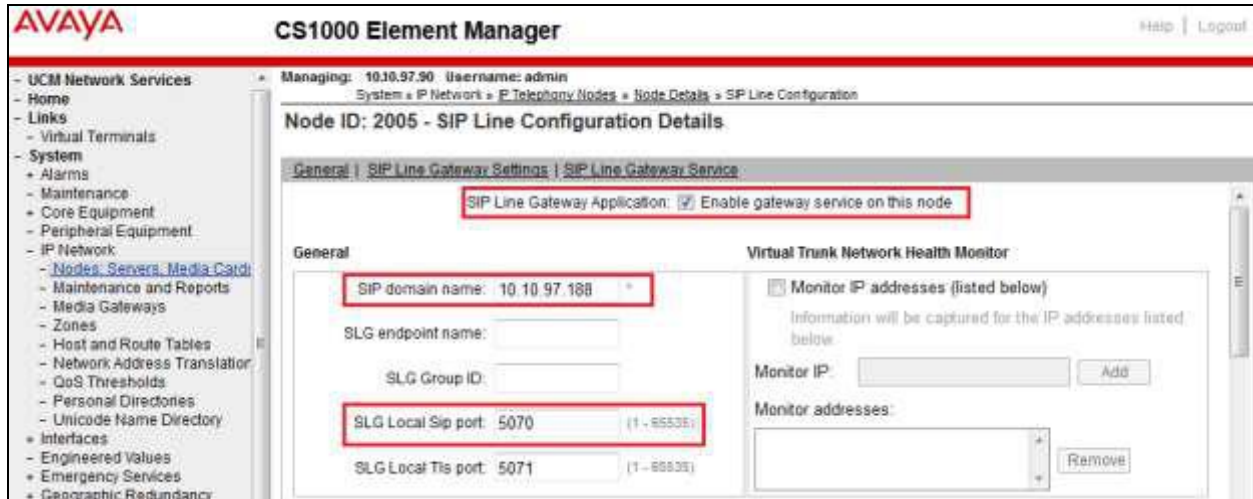 AVAYA
CS1000 Element Manager
Help | Logout
- UCM Network Services
- Home
- Links
- Virtual Terminals
- System
+ Alarms
- Maintenance
+ Core Equipment
- Peripheral Equipment
- IP Network
- Nodes: Servers, Media Cards
- Maintenance and Reports
- Media Gateways
- Zones
- Host and Route Tables
- Network Address Translation
- QoS Thresholds
- Personal Directories
- Unicode Name Directory
+ Interfaces
- Engineered Values
+ Emergency Services
+ Geographic Redundancy
Managing: 10.10.97.90 Username: admin
System » IP Network » IP Telephony Nodes » Node Details » SIP Line Configuration
Node ID: 2005 - SIP Line Configuration Details
General | SIP Line Gateway Settings | SIP Line Gateway Service
SIP Line Gateway Application: Enable gateway service on this node
General
SIP domain name: 10.10.97.188 *
SLG endpoint name:
SLG Group ID:
SLG Local Sip port: 5070 (1 - 65535)
SLG Local Tls port: 5071 (1 - 65535)
Virtual Trunk Network Health Monitor
Monitor IP addresses (listed below)
Information will be captured for the IP addresses listed
below.
Monitor IP: Add
Monitor addresses:
Remove